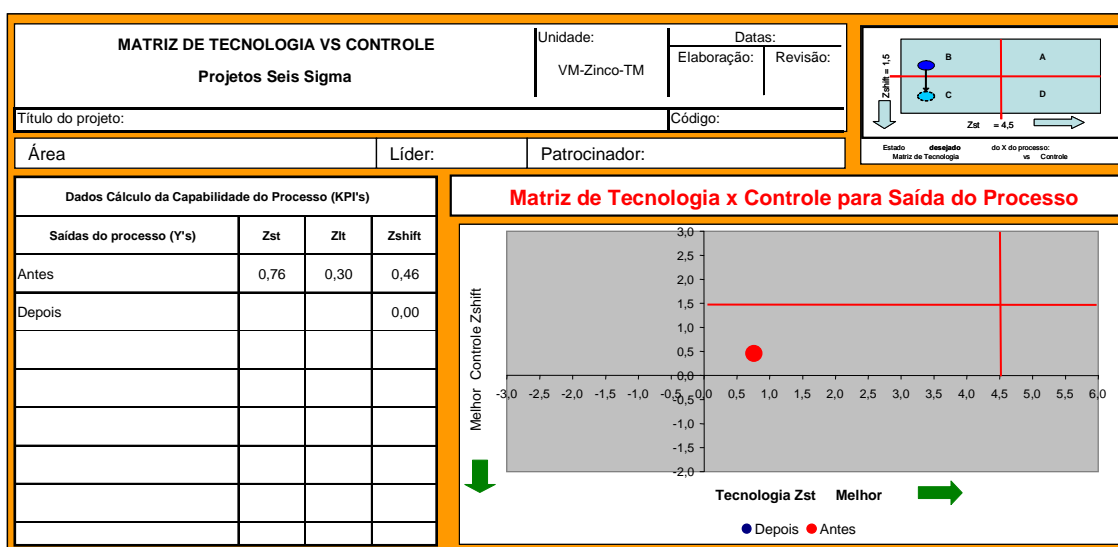 MATRIZ DE TECNOLOGIA VS CONTROLE
Projetos Seis Sigma
Unidade:
VM-Zinco-TM
Datas:
Elaboração: Revisão:
Título do projeto: Código:
Área Líder: Patrocinador:
B A
C D
Zshift = 1,5
Zst = 4,5
Estado desejado do X do processo:
Matriz de Tecnologia vs Controle
Dados Cálculo da Capabilidade do Processo (KPI's)
Saídas do processo (Y's) Zst Zlt Zshift
Antes 0,76 0,30 0,46
Depois 0,00
Matriz de Tecnologia x Controle para Saída do Processo
3,0
2,5
2,0
1,5
1,0
0,5
0,0
-0,5
-1,0
-1,5
-2,0
-3,0 -2,5 -2,0 -1,5 -1,0 -0,5 0,0 0,5 1,0 1,5 2,0 2,5 3,0 3,5 4,0 4,5 5,0 5,5 6,0
Melhor Controle Zshift
Tecnologia Zst Melhor
Depois Antes